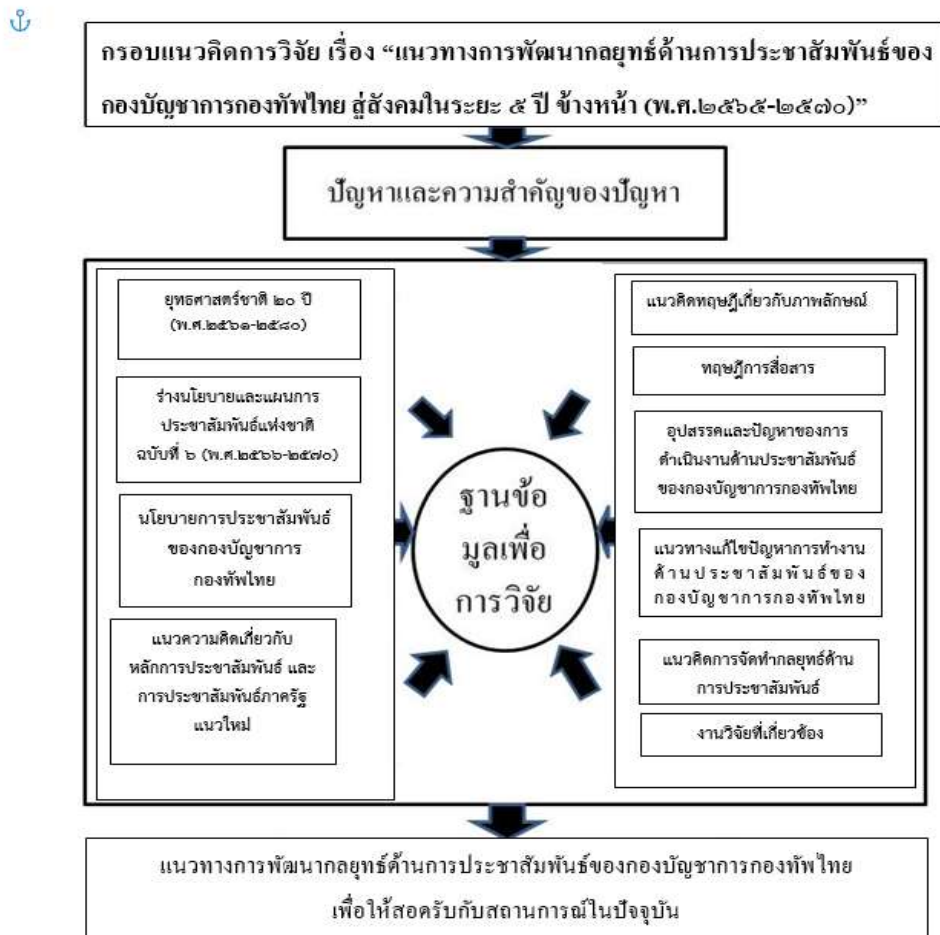 กรอบแนวคิดการวิจัย เรื่อง “แนวทางการพัฒนากลยุทธ์ด้านการประชาสัมพันธ์ของ
กองบัญชาการกองทัพไทย สู่สังคมในระยะ ๕ ปี ข้างหน้า (พ.ศ.๒๕๖๕-๒๕๗๐)”
ปัญหาและความสำคัญของปัญหา
ยุทธศาสตร์ชาติ ๒๐ ปี
(พ.ศ.๒๕๖๑-๒๕๘๐)
ร่างนโยบายและแผนการ
ประชาสัมพันธ์แห่งชาติ
ฉบับที่ ๖ (พ.ศ.๒๕๖๖-๒๕๗๐)
นโยบายการประชาสัมพันธ์
ของกองบัญชาการ
กองทัพไทย
แนวความคิดเกี่ยวกับ
หลักการประชาสัมพันธ์ และ
การประชาสัมพันธ์ภาครัฐ
แนวใหม่
ฐานข้อ
มูลเพื่อ
การวิจัย
แนวคิดทฤษฎีเกี่ยวกับภาพลักษณ์
ทฤษฎีการสื่อสาร
อุปสรรคและปัญหาของการ
ดำเนินงานด้านประชาสัมพันธ์
ของกองบัญชาการกองทัพไทย
แนวทางแก้ไขปัญหาการทำงาน
ด้านประชาสัมพันธ์ของ
กองบัญชาการกองทัพไทย
แนวคิดการจัดทำกลยุทธ์ด้าน
การประชาสัมพันธ์
งานวิจัยที่เกี่ยวข้อง
แนวทางการพัฒนากลยุทธ์ด้านการประชาสัมพันธ์ของกองบัญชาการกองทัพไทย
เพื่อให้สอดรับกับสถานการณ์ในปัจจุบัน